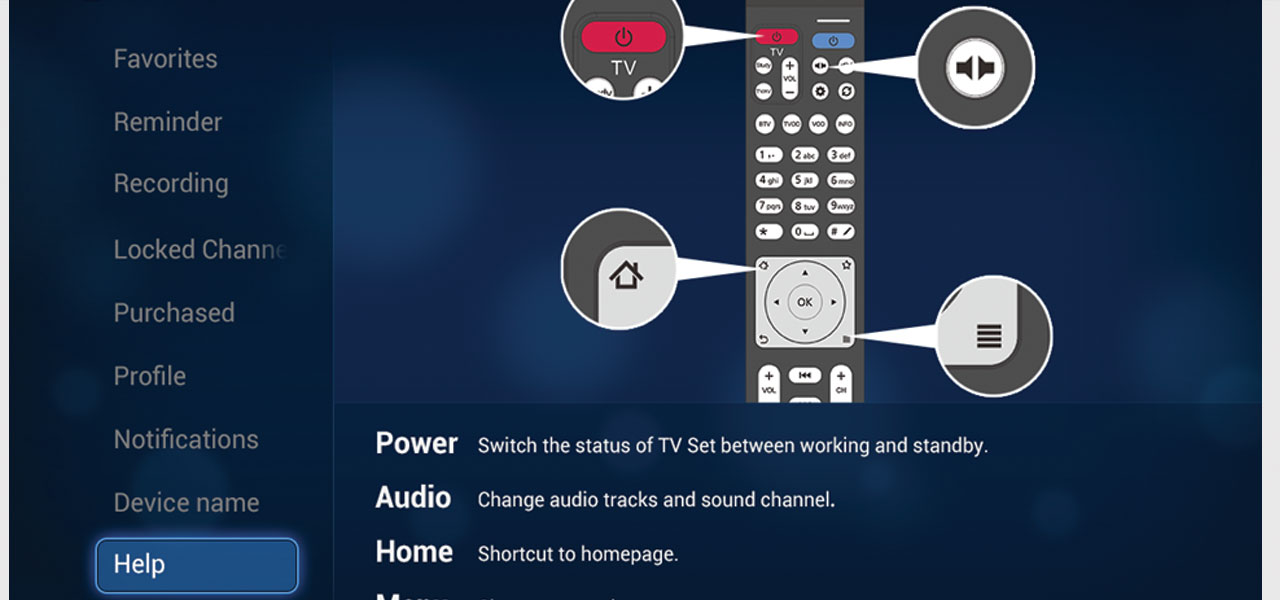 Favorites
Reminder
Recording
Locked Channe
Purchased
Profile
Notifications
Device name
Help
TV
TV
Study
+
VOL
−
BTV
TVOD
VOD
INFO
1 ,·
2 abc
3 def
4 ghi
5 jkl
6 mno
7 pqrs
8 tuv
9 wxyz
*
0
#
OK
+
VOL
+
CH
Power Switch the status of TV Set between working and standby.
Audio Change audio tracks and sound channel.
Home Shortcut to homepage.